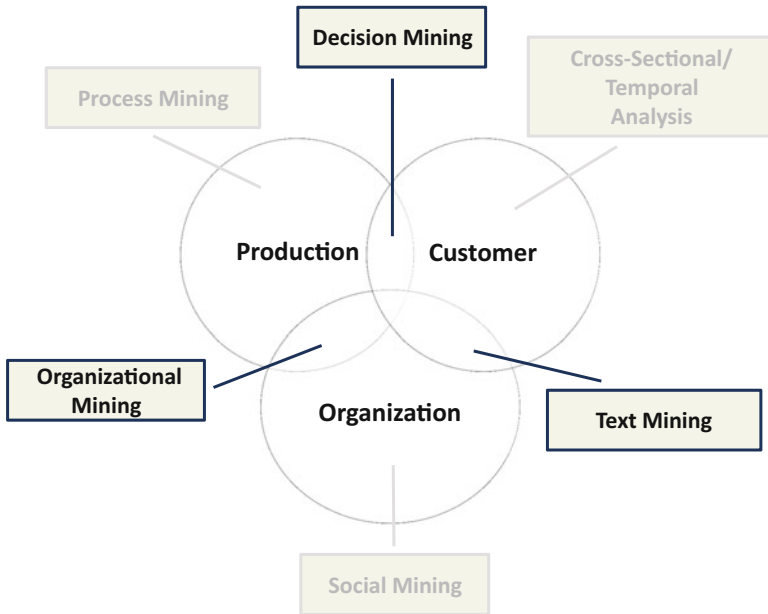 Decision Mining
Cross-Sectional/
Temporal
Analysis
Process Mining
Production
Customer
Organizational
Mining
Organization
Text Mining
Social Mining